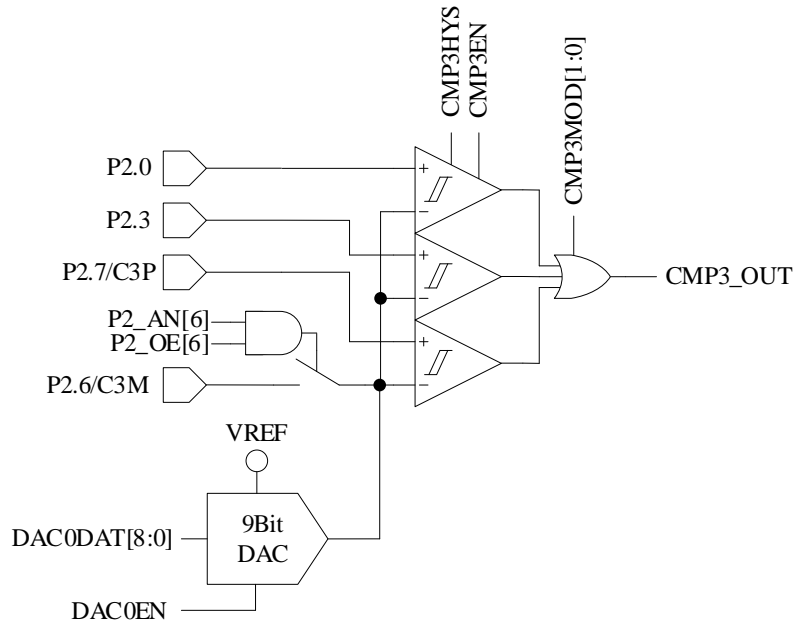 CMP3HYS
CMP3EN
CMP3MOD[1:0]
P2.0
+
−
P2.3
+
−
P2.7/C3P
CMP3_OUT
P2_AN[6]
P2_OE[6]
+
−
P2.6/C3M
VREF
9Bit
DAC
DAC0DAT[8:0]
DAC0EN